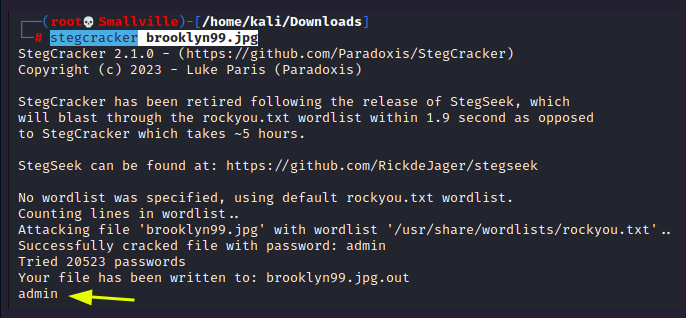 (root💀Smallville)-[/home/kali/Downloads]
# stegcracker brooklyn99.jpg
StegCracker 2.1.0 - (https://github.com/Paradoxis/StegCracker)
Copyright (c) 2023 - Luke Paris (Paradoxis)
StegCracker has been retired following the release of StegSeek, which
will blast through the rockyou.txt wordlist within 1.9 second as opposed
to StegCracker which takes ~5 hours.
StegSeek can be found at: https://github.com/RickdeJager/stegseek
No wordlist was specified, using default rockyou.txt wordlist.
Counting lines in wordlist..
Attacking file 'brooklyn99.jpg' with wordlist '/usr/share/wordlists/rockyou.txt'..
Successfully cracked file with password: admin
Tried 20523 passwords
Your file has been written to: brooklyn99.jpg.out
admin